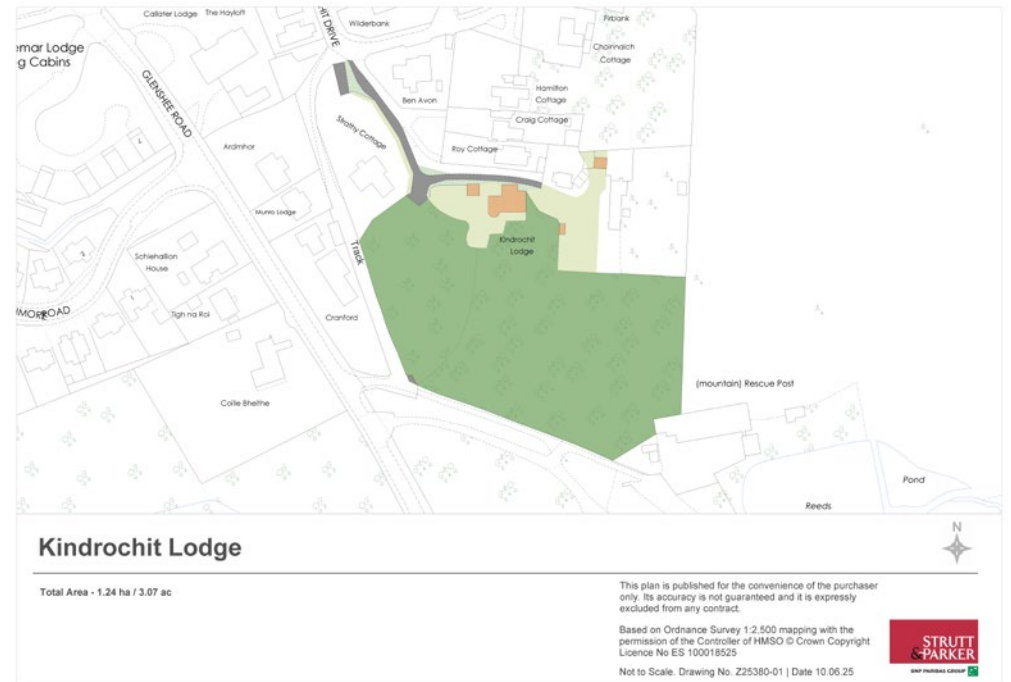 Callater Lodge
The Hayloft
HIT DRIVE
Wilderbank
Firbank
emar Lodge
g Cabins
Choinnaich
Cottage
GLENSHEE ROAD
Ben Avon
Hamilton
Cottage
Strathy Cottage
Craig Cottage
Ardmhor
Roy Cottage
Munro Lodge
Track
Kindrochit
Lodge
Schiehallion
House
Tigh na Roi
Cranford
(mountain) Rescue Post
Coille Bheithe
Pond
Reeds
Kindrochit Lodge
N
Total Area - 1.24 ha / 3.07 ac
This plan is published for the convenience of the purchaser
only. Its accuracy is not guaranteed and it is expressly
excluded from any contract.
Based on Ordnance Survey 1:2,500 mapping with the
permission of the Controller of HMSO © Crown Copyright
Licence No ES 100018525
Not to Scale. Drawing No. Z25380-01 | Date 10.06.25
STRUTT
&PARKER
BNP PARIBAS GROUP